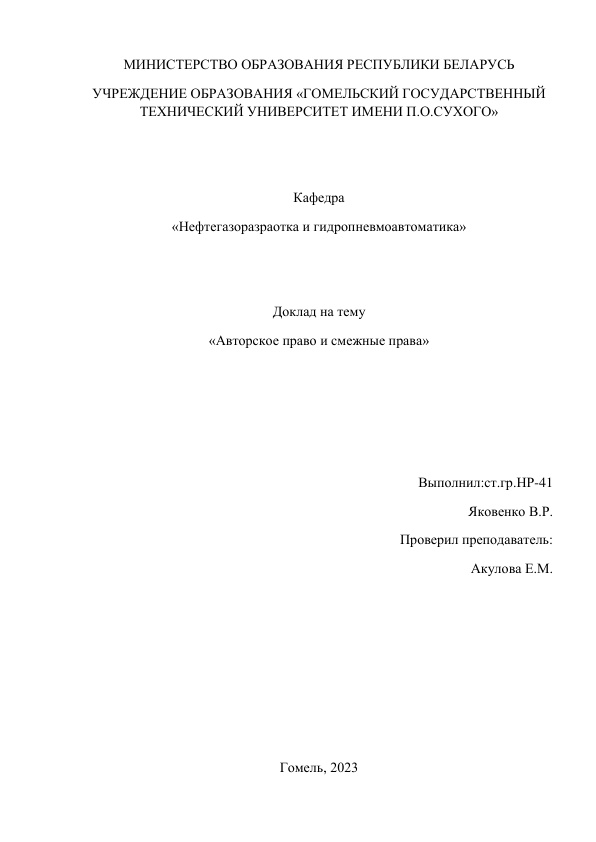 МИНИСТЕРСТВО ОБРАЗОВАНИЯ РЕСПУБЛИКИ БЕЛАРУСЬ
УЧРЕЖДЕНИЕ ОБРАЗОВАНИЯ «ГОМЕЛЬСКИЙ ГОСУДАРСТВЕННЫЙ
ТЕХНИЧЕСКИЙ УНИВЕРСИТЕТ ИМЕНИ П.О.СУХОГО»
Кафедра
«Нефтегазоразраотка и гидропневмоавтоматика»
Доклад на тему
«Авторское право и смежные права»
Выполнил:ст.гр.НР-41
Яковенко В.Р.
Проверил преподаватель:
Акулова Е.М.
Гомель, 2023